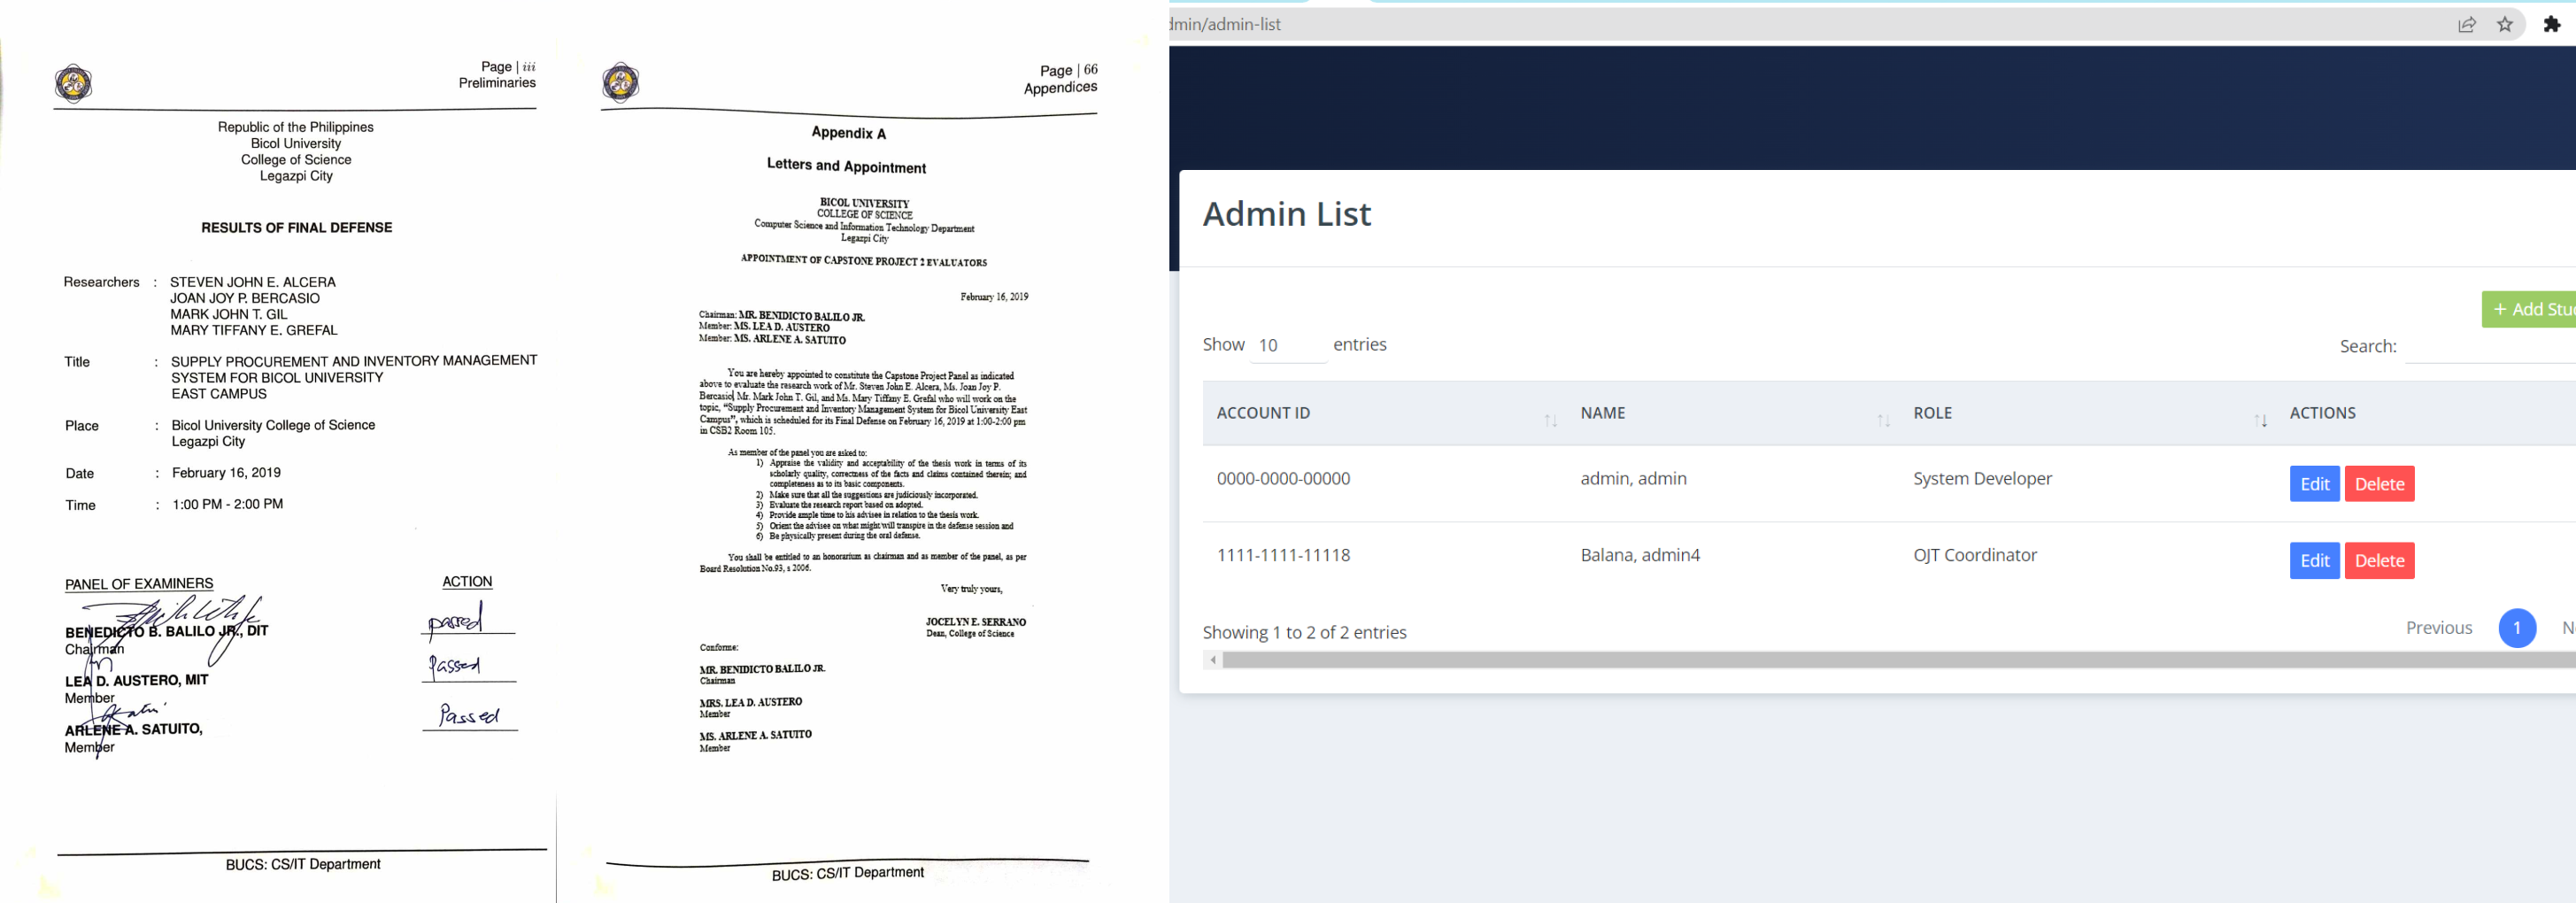 Page | iii
Preliminaries
Republic of the Philippines
Bicol University
College of Science
Legazpi City
RESULTS OF FINAL DEFENSE
Researchers : STEVEN JOHN E. ALCERA
JOAN JOY P. BERCASIO
MARK JOHN T. GIL
MARY TIFFANY E. GREFAL
Title : SUPPLY PROCUREMENT AND INVENTORY MANAGEMENT
SYSTEM FOR BICOL UNIVERSITY
EAST CAMPUS
Place : Bicol University College of Science
Legazpi City
Date : February 16, 2019
Time : 1:00 PM - 2:00 PM
PANEL OF EXAMINERS ACTION
BENEDICTO B. BALILO JR., DIT passed
Chairman
LEA D. AUSTERO, MIT Passed
Member
ARLENE A. SATUITO, Passed
Member
BUCS: CS/IT Department
Page | 66
Appendices
Appendix A
Letters and Appointment
BICOL UNIVERSITY
COLLEGE OF SCIENCE
Computer Science and Information Technology Department
Legazpi City
APPOINTMENT OF CAPSTONE PROJECT 2 EVALUATORS
February 16, 2019
Chairman: MR. BENIDICTO BALILO JR.
Member: MS. LEA D. AUSTERO
Member: MS. ARLENE A. SATUITO
You are hereby appointed to constitute the Capstone Project Panel as indicated
above to evaluate the research work of Mr. Steven John E. Alcera, Ms. Joan Joy P.
Bercasio, Mr. Mark John T. Gil, and Ms. Mary Tiffany E. Grefal who will work on the
topic, "Supply Procurement and Inventory Management System for Bicol University East
Campus", which is scheduled for its Final Defense on February 16, 2019 at 1:00-2:00 pm
in CSB2 Room 105.
As member of the panel you are asked to:
1) Appraise the validity and acceptability of the thesis work in terms of its
scholarly quality, correctness of the facts and claims contained therein; and
completeness as to its basic components.
2) Make sure that all the suggestions are judiciously incorporated.
3) Evaluate the research report based on adopted.
4) Provide ample time to his advisee in relation to the thesis work.
5) Orient the advisee on what might will transpire in the defense session and
6) Be physically present during the oral defense.
You shall be entitled to an honorarium as chairman and as member of the panel, as per
Board Resolution No.93, s 2006.
Very truly yours,
JOCELYN E. SERRANO
Dean, College of Science
Conforme:
MR. BENIDICTO BALILO JR.
Chairman
MRS. LEA D. AUSTERO
Member
MS. ARLENE A. SATUITO
Member
BUCS: CS/IT Department
dmin/admin-list
Admin List
+ Add Stu
Show 10 entries Search:
ACCOUNT ID NAME ROLE ACTIONS
0000-0000-00000 admin, admin System Developer Edit Delete
1111-1111-11118 Balana, admin4 OJT Coordinator Edit Delete
Showing 1 to 2 of 2 entries Previous 1 N